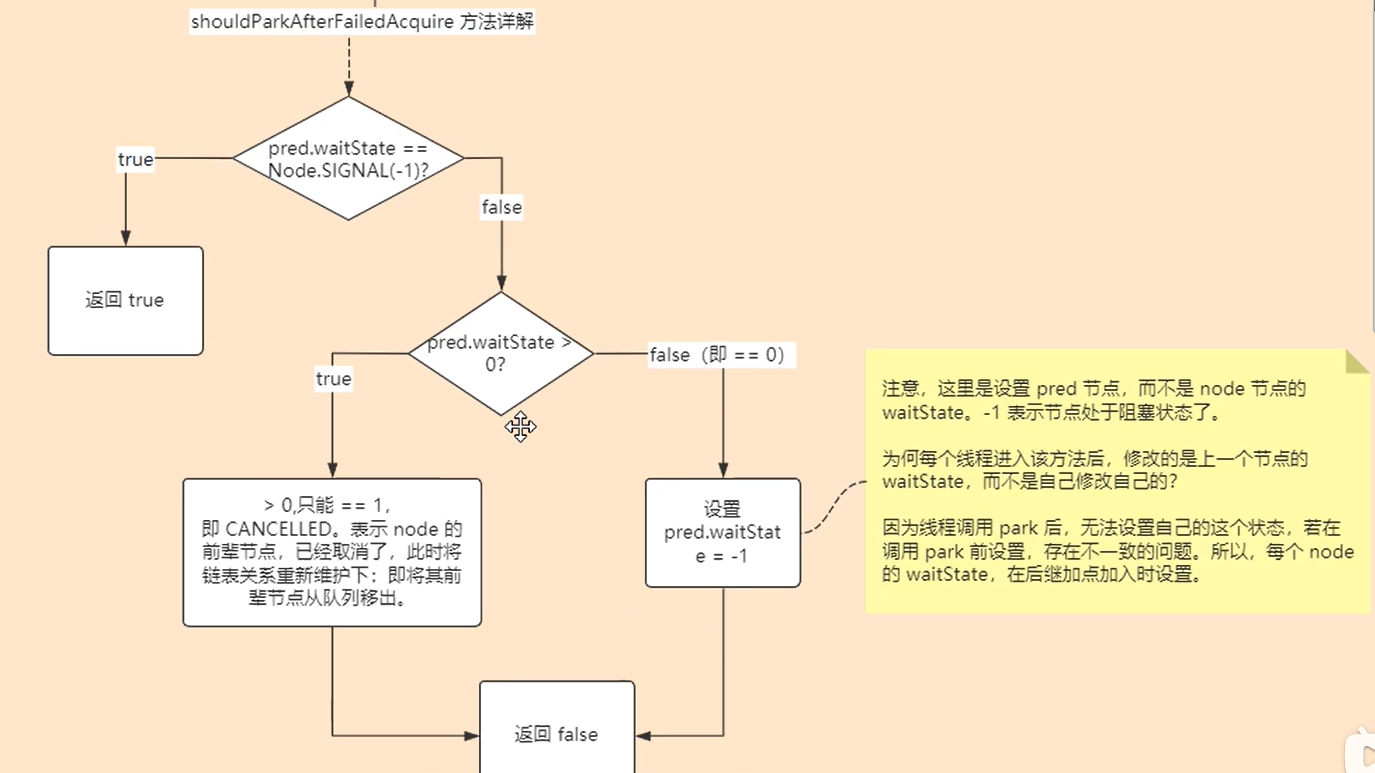 shouldParkAfterFailedAcquire 方法详解
pred.waitState ==
Node.SIGNAL(-1)?
true
false
返回 true
pred.waitState >
0?
true
false（即 == 0）
> 0,只能 == 1,
即 CANCELLED。表示 node 的
前辈节点，已经取消了，此时将
链表关系重新维护下：即将其前
辈节点从队列移出。
设置
pred.waitStat
e = -1
返回 false
注意，这里是设置 pred 节点，而不是 node 节点的
waitState。-1 表示节点处于阻塞状态了。
为何每个线程进入该方法后，修改的是上一个节点的
waitState，而不是自己修改自己的？
因为线程调用 park 后，无法设置自己的这个状态，若在
调用 park 前设置，存在不一致的问题。所以，每个 node
的 waitState，在后继加点加入时设置。